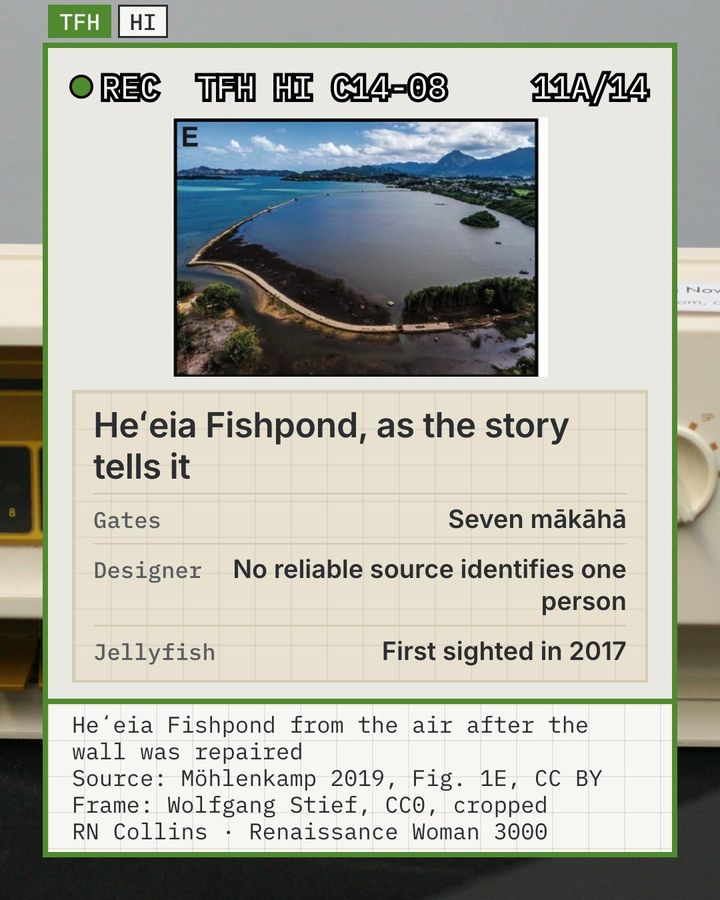 TFH HI
REC TFH HI C14-08 11A/14
E
Heʻeia Fishpond, as the story
tells it
Gates Seven mākāhā
Designer No reliable source identifies one
person
Jellyfish First sighted in 2017
Heʻeia Fishpond from the air after the
wall was repaired
Source: Möhlenkamp 2019, Fig. 1E, CC BY
Frame: Wolfgang Stief, CC0, cropped
RN Collins · Renaissance Woman 3000
Nov
8
SP